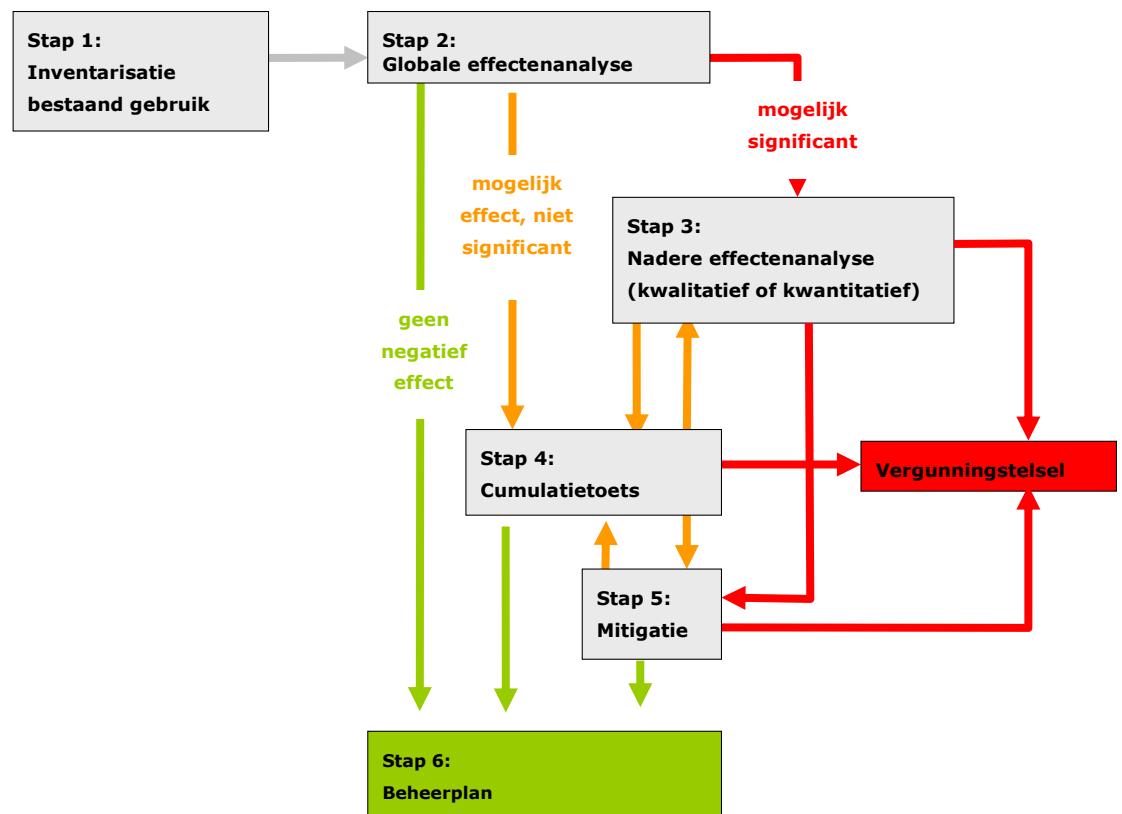 Stap 1:
Inventarisatie
bestaand gebruik
Stap 2:
Globale effectenanalyse
mogelijk
significant
mogelijk
effect, niet
significant
Stap 3:
Nadere effectenanalyse
(kwalitatief of kwantitatief)
geen
negatief
effect
Stap 4:
Cumulatietoets
Vergunningstelsel
Stap 5:
Mitigatie
Stap 6:
Beheerplan